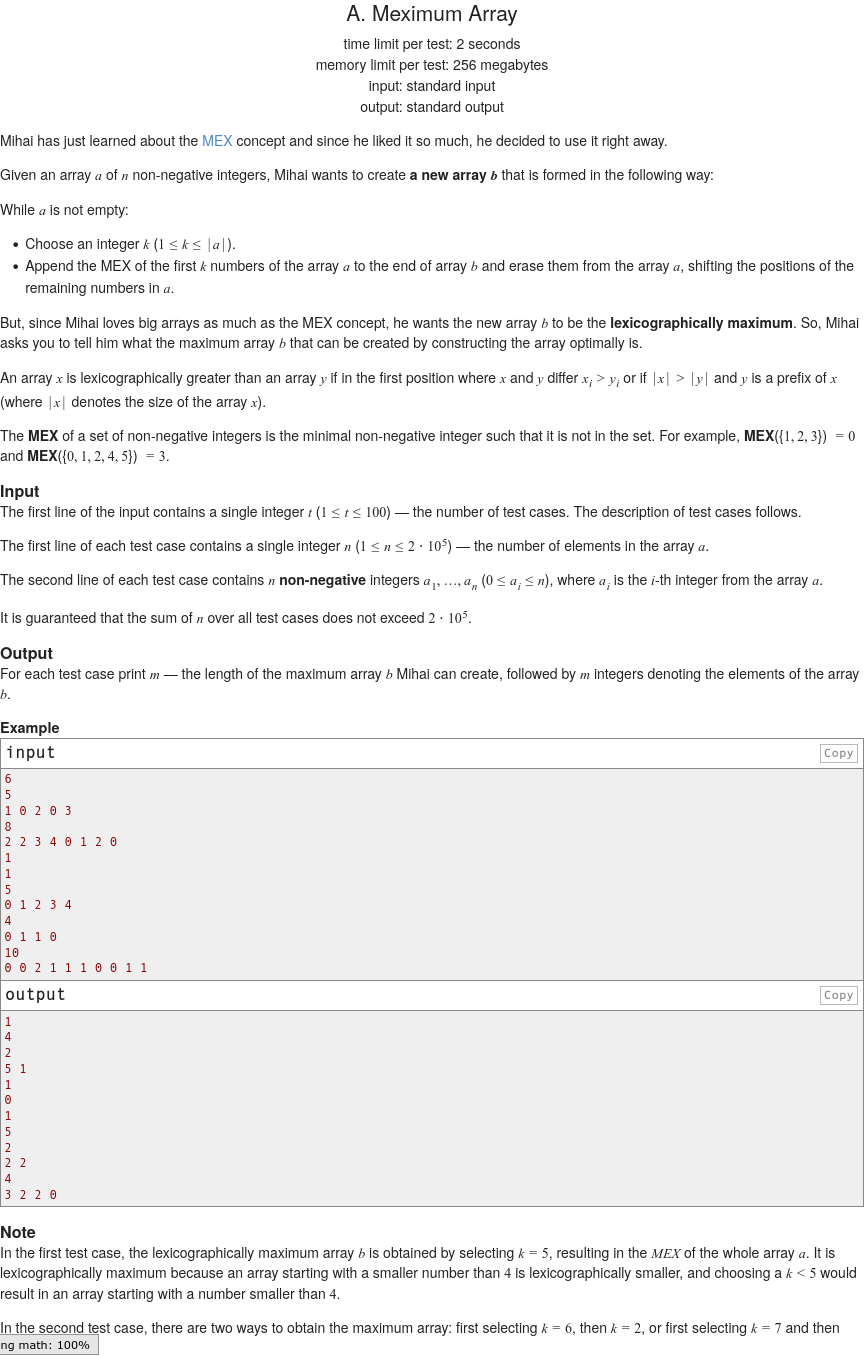 A. Meximum Array
time limit per test: 2 seconds
memory limit per test: 256 megabytes
input: standard input
output: standard output
Mihai has just learned about the MEX concept and since he liked it so much, he decided to use it right away.
Given an array a of n non-negative integers, Mihai wants to create a new array b that is formed in the following way:
While a is not empty:
• Choose an integer k (1 ≤ k ≤ |a|).
• Append the MEX of the first k numbers of the array a to the end of array b and erase them from the array a, shifting the positions of the
remaining numbers in a.
But, since Mihai loves big arrays as much as the MEX concept, he wants the new array b to be the lexicographically maximum. So, Mihai
asks you to tell him what the maximum array b that can be created by constructing the array optimally is.
An array x is lexicographically greater than an array y if in the first position where x and y differ xᵢ > yᵢ or if |x| > |y| and y is a prefix of x
(where |x| denotes the size of the array x).
The MEX of a set of non-negative integers is the minimal non-negative integer such that it is not in the set. For example, MEX({1, 2, 3}) = 0
and MEX({0, 1, 2, 4, 5}) = 3.
Input
The first line of the input contains a single integer t (1 ≤ t ≤ 100) — the number of test cases. The description of test cases follows.
The first line of each test case contains a single integer n (1 ≤ n ≤ 2 · 10⁵) — the number of elements in the array a.
The second line of each test case contains n non-negative integers a₁, …, aₙ (0 ≤ aᵢ ≤ n), where aᵢ is the i-th integer from the array a.
It is guaranteed that the sum of n over all test cases does not exceed 2 · 10⁵.
Output
For each test case print m — the length of the maximum array b Mihai can create, followed by m integers denoting the elements of the array
b.
Example
input Copy
6
5
1 0 2 0 3
8
2 2 3 4 0 1 2 0
1
1
5
0 1 2 3 4
4
0 1 1 0
10
0 0 2 1 1 1 0 0 1 1
output Copy
1
4
2
5 1
1
0
1
5
2
2 2
4
3 2 2 0
Note
In the first test case, the lexicographically maximum array b is obtained by selecting k = 5, resulting in the MEX of the whole array a. It is
lexicographically maximum because an array starting with a smaller number than 4 is lexicographically smaller, and choosing a k < 5 would
result in an array starting with a number smaller than 4.
In the second test case, there are two ways to obtain the maximum array: first selecting k = 6, then k = 2, or first selecting k = 7 and then
ng math: 100%